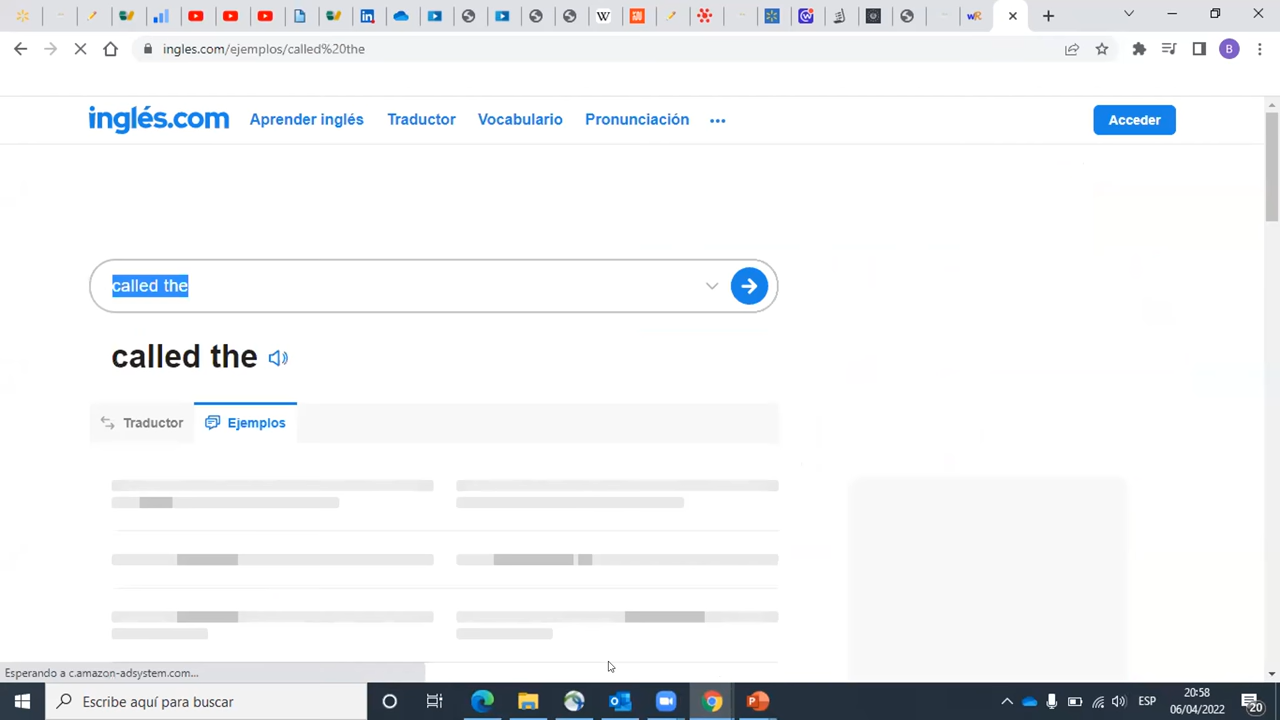 wR
ingles.com/ejemplos/called%20the
B
inglés.com Aprender inglés Traductor Vocabulario Pronunciación ••• Acceder
called the
called the
Traductor Ejemplos
Esperando a c.amazon-adsystem.com...
Escribe aquí para buscar
ESP
20:58
06/04/2022
20